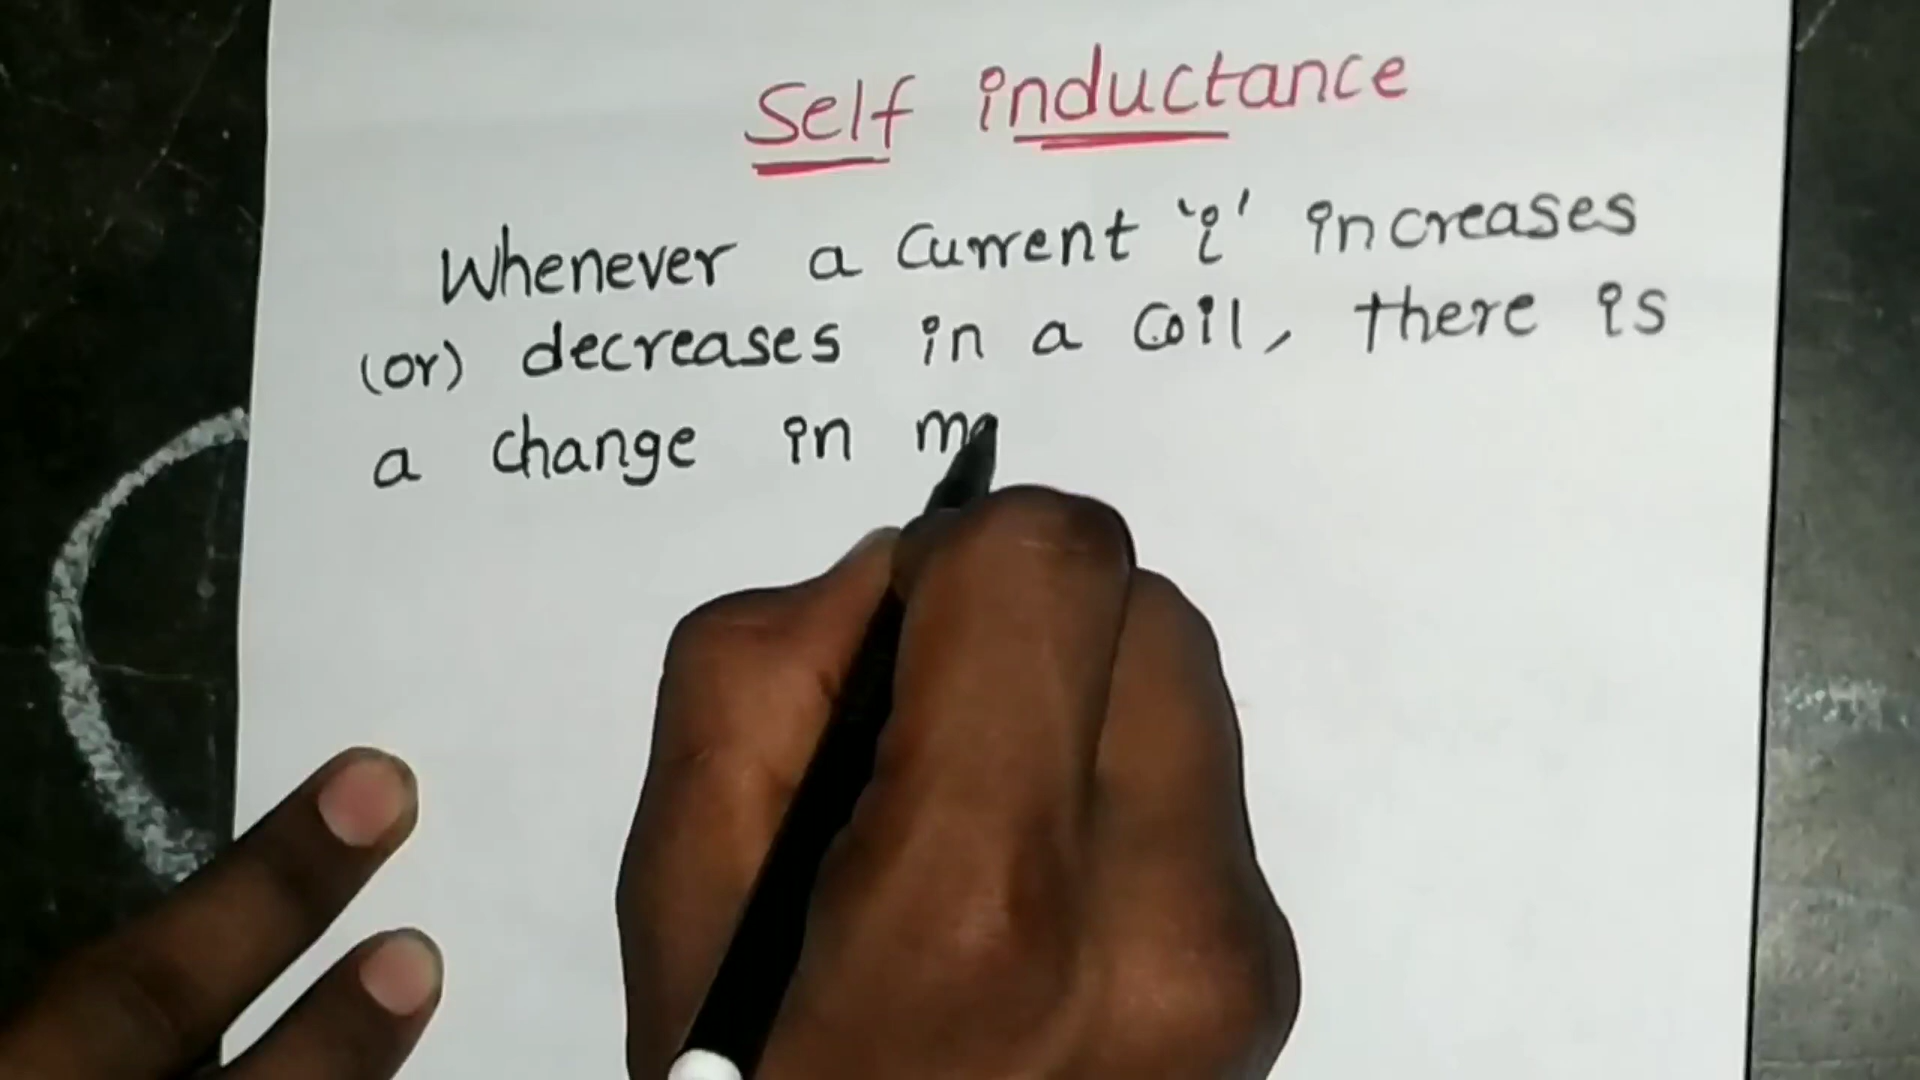 Self inductance
Whenever a Current 'i' increases
(or) decreases in a Coil, there is
a change in